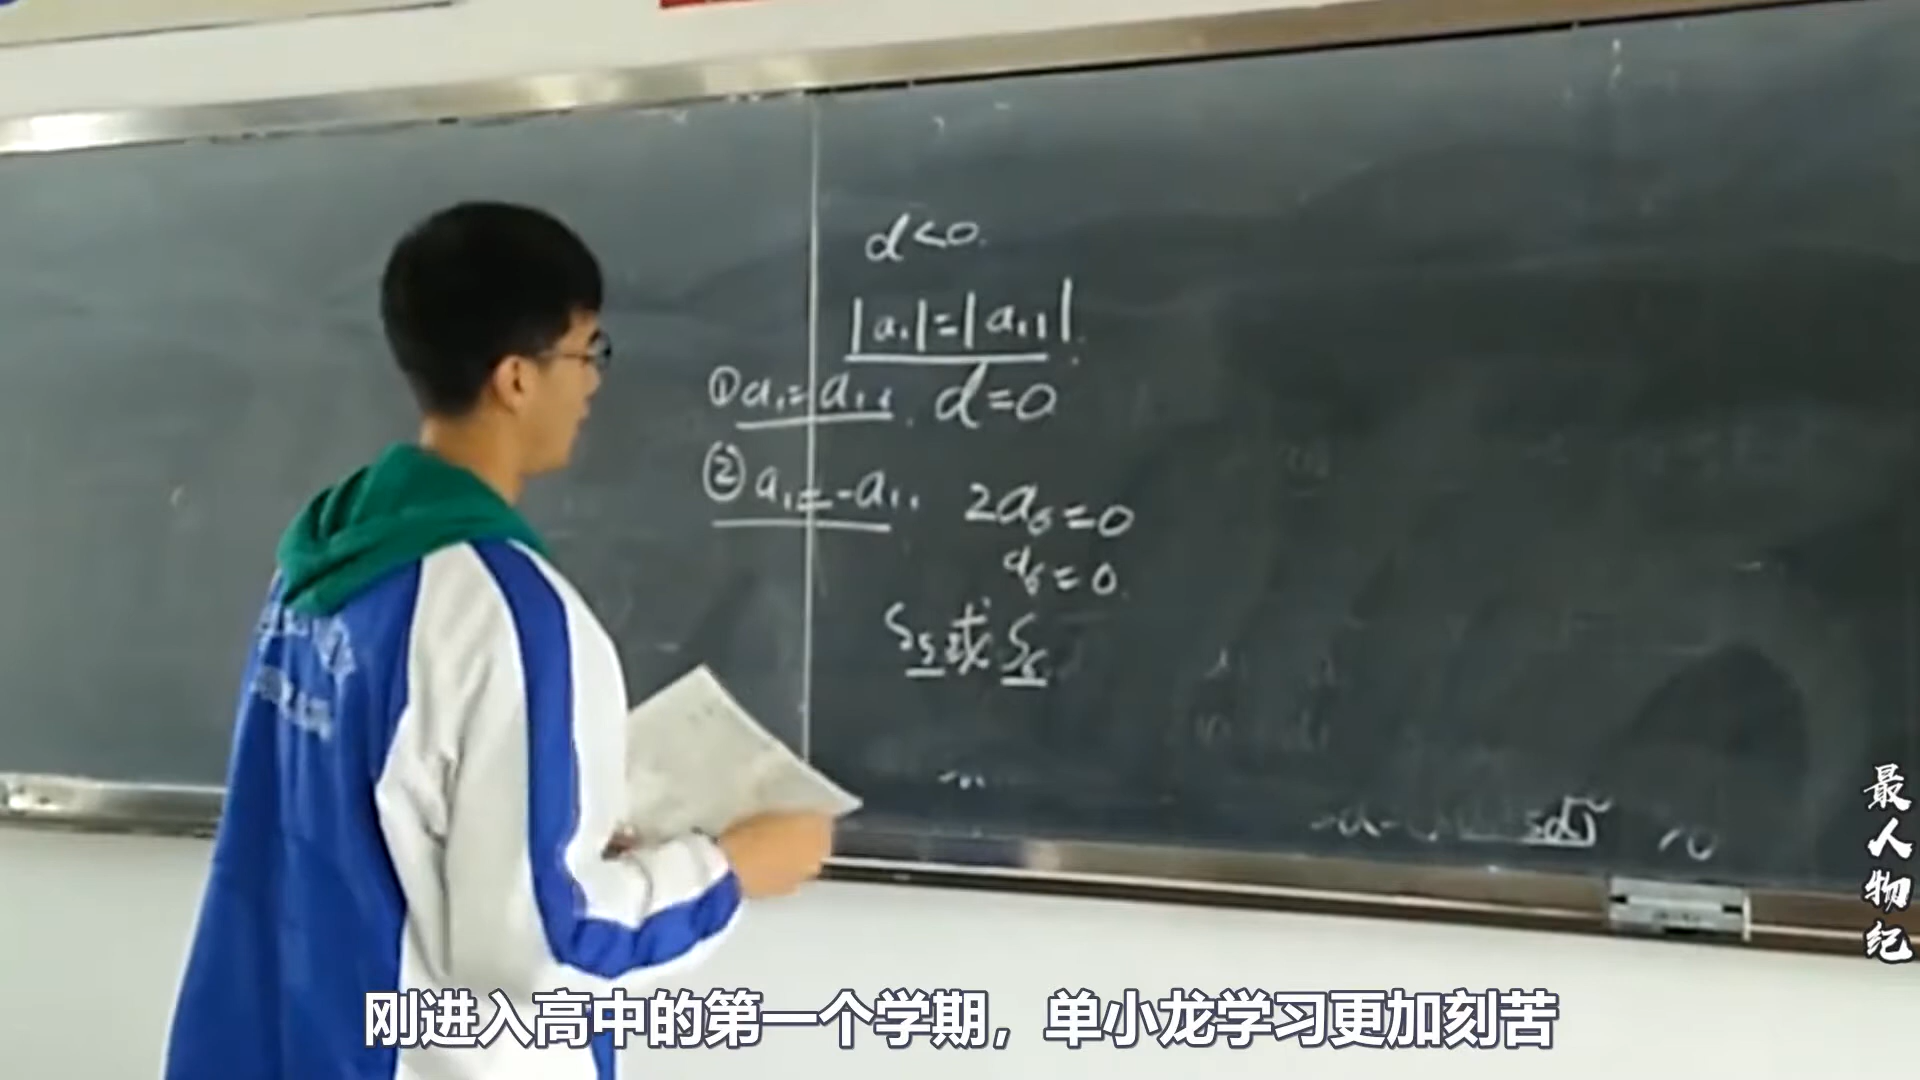 d<0.
|a₁|=|a₁₁|.
①a₁=a₁₁. d=0
②a₁=-a₁₁ 2a₆=0
a₆=0.
S₅或S₆.
最人物纪
刚进入高中的第一个学期，单小龙学习更加刻苦